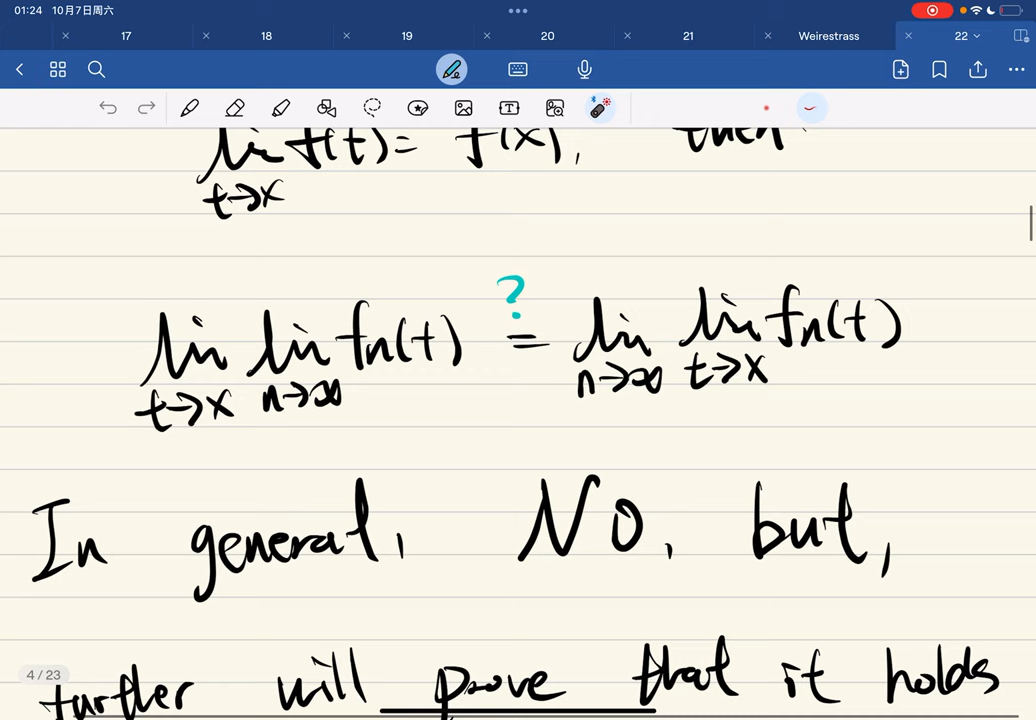 01:24 10月7日周六
17 18 19 20 21 Weirestrass 22
lim f(t) = f(x), then
t→x
?
lim lim fn(t) = lim lim fn(t)
t→x n→∞ n→∞ t→x
In general, NO, but,
4 / 23
further will prove that it holds